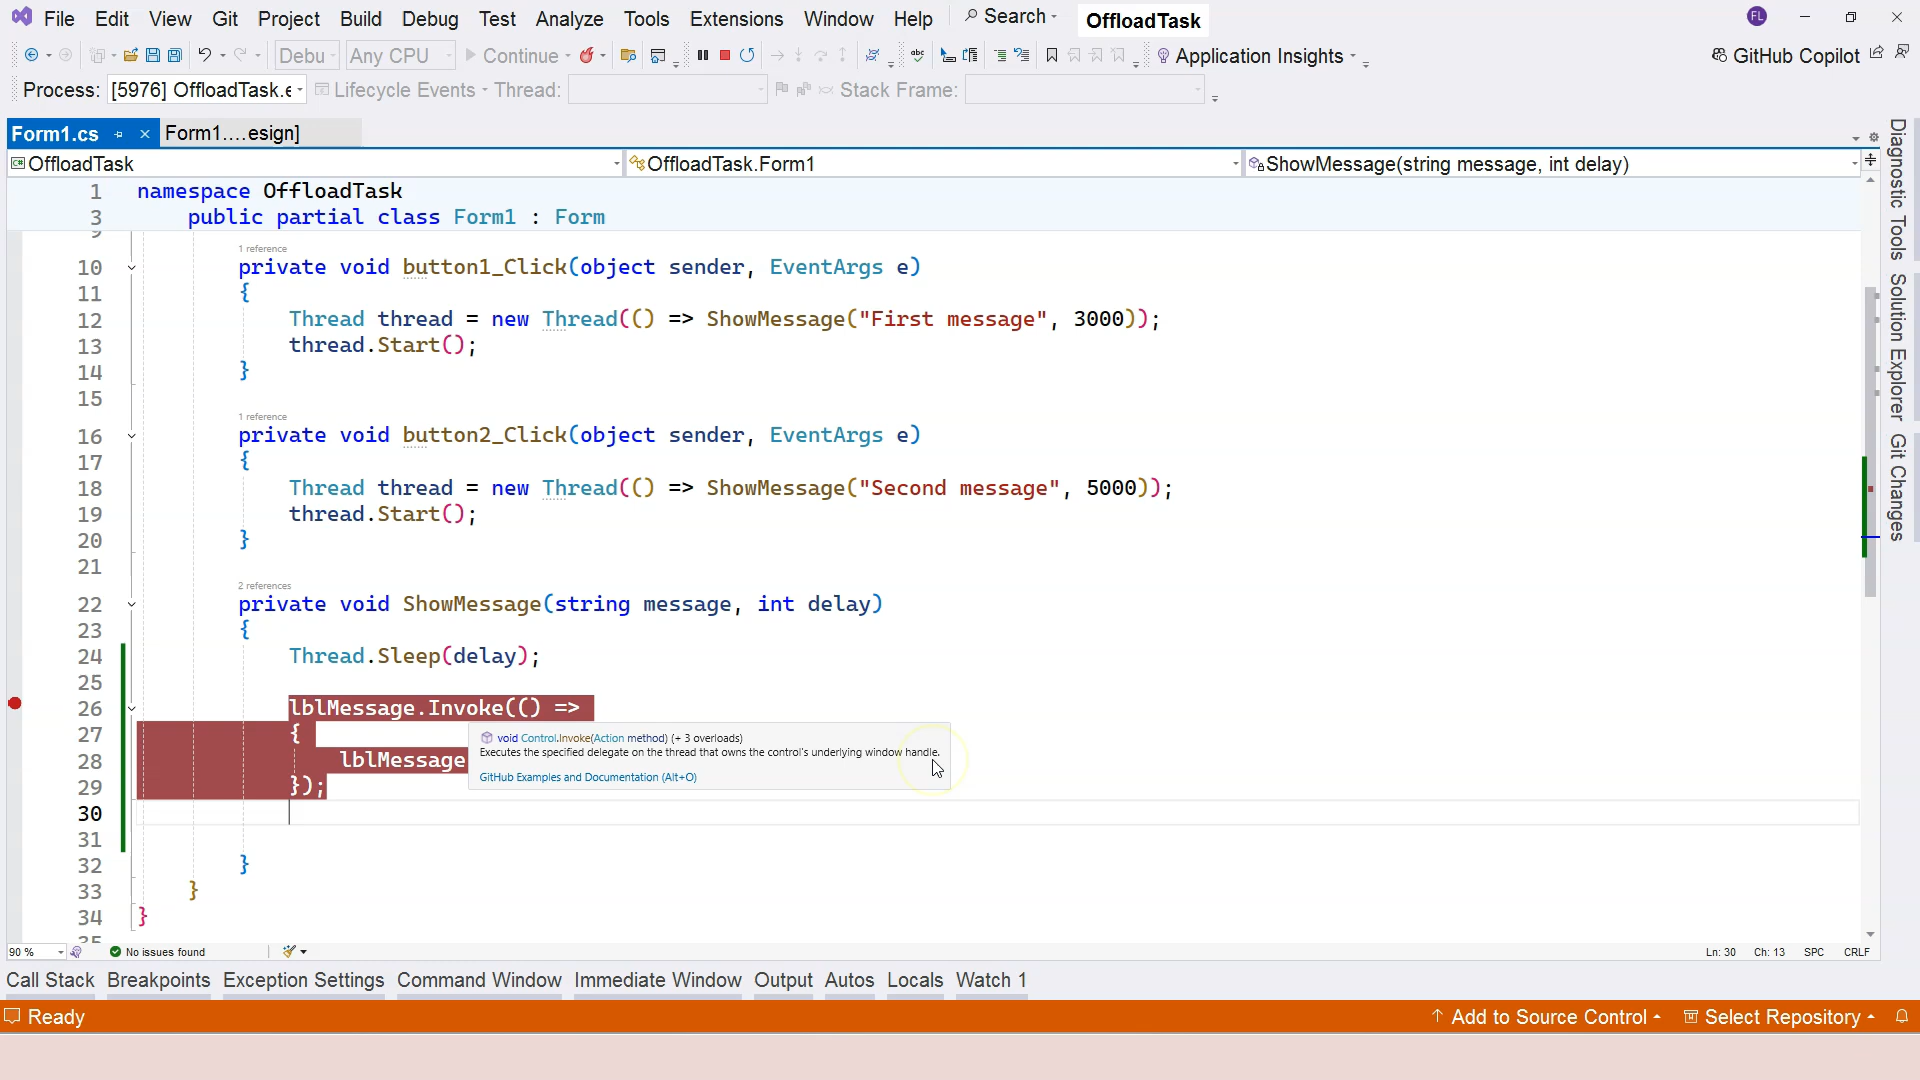 File Edit View Git Project Build Debug Test Analyze Tools Extensions Window Help Search OffloadTask FL
Debu Any CPU Continue abc Application Insights GitHub Copilot
Process: [5976] OffloadTask.e Lifecycle Events Thread: Stack Frame:
Form1.cs Form1....esign]
C# OffloadTask OffloadTask.Form1 ShowMessage(string message, int delay)
1 namespace OffloadTask
3 public partial class Form1 : Form
9
1 reference
10 private void button1_Click(object sender, EventArgs e)
11 {
12 Thread thread = new Thread(() => ShowMessage("First message", 3000));
13 thread.Start();
14 }
15
1 reference
16 private void button2_Click(object sender, EventArgs e)
17 {
18 Thread thread = new Thread(() => ShowMessage("Second message", 5000));
19 thread.Start();
20 }
21
2 references
22 private void ShowMessage(string message, int delay)
23 {
24 Thread.Sleep(delay);
25
26 lblMessage.Invoke(() =>
27 {
void Control.Invoke(Action method) (+ 3 overloads)
Executes the specified delegate on the thread that owns the control's underlying window handle.
GitHub Examples and Documentation (Alt+O)
28 lblMessage
29 });
30
31
32 }
33 }
34 }
35
90 % No issues found Ln: 30 Ch: 13 SPC CRLF
Call Stack Breakpoints Exception Settings Command Window Immediate Window Output Autos Locals Watch 1
Ready Add to Source Control Select Repository
Diagnostic Tools
Solution Explorer
Git Changes